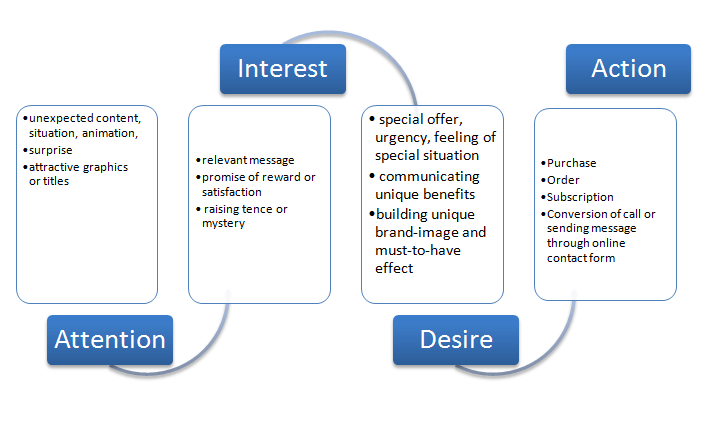 Attention
• unexpected content,
situation, animation,
• surprise
• attractive graphics
or titles
Interest
• relevant message
• promise of reward or
satisfaction
• raising tence or
mystery
Desire
• special offer,
urgency, feeling of
special situation
• communicating
unique benefits
• building unique
brand-image and
must-to-have
effect
Action
• Purchase
• Order
• Subscription
• Conversion of call or
sending message
through online
contact form